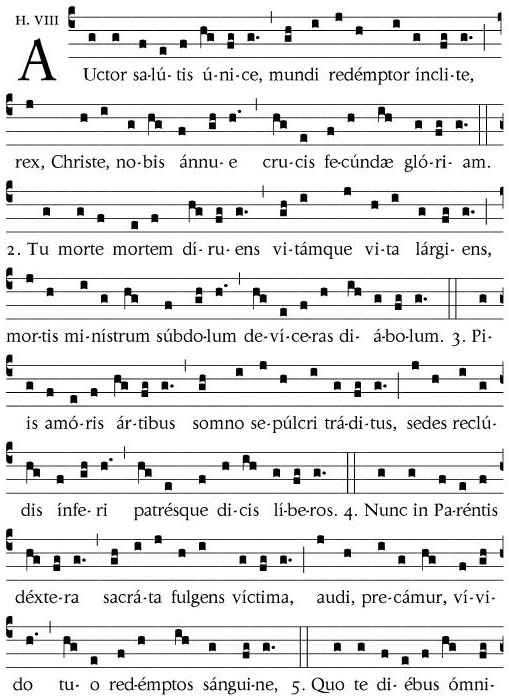 H. VIII
AUctor sa-lú-tis ú-ni-ce, mundi redémptor íncli-te,
rex, Christe, no-bis ánnu-e cru-cis fe-cúndæ gló-ri-am.
2. Tu morte mortem dí-ru-ens vi-támque vi-ta lárgi-ens,
mor-tis mi-nístrum súbdo-lum de-ví-ce-ras di-á-bo-lum. 3. Pi-
is amó-ris ártibus somno se-púlcri trá-di-tus, sedes reclú-
dis ínfe-ri patrésque di-cis lí-be-ros. 4. Nunc in Pa-réntis
déxte-ra sacrá-ta fulgens víctima, audi, pre-cámur, ví-vi-
do tu-o red-émptos sángui-ne, 5. Quo te di-ébus ómni-